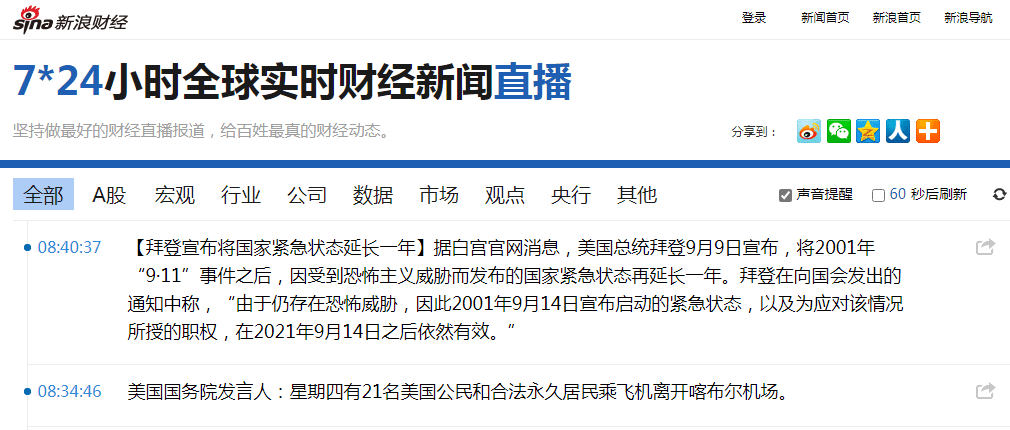 sina 新浪财经
登录 新闻首页 新浪首页 新浪导航
7*24小时全球实时财经新闻直播
坚持做最好的财经直播报道，给百姓最真的财经动态。
分享到：
全部 A股 宏观 行业 公司 数据 市场 观点 央行 其他
声音提醒 60 秒后刷新
08:40:37 【拜登宣布将国家紧急状态延长一年】据白宫官网消息，美国总统拜登9月9日宣布，将2001年
“9·11”事件之后，因受到恐怖主义威胁而发布的国家紧急状态再延长一年。拜登在向国会发出的
通知中称，“由于仍存在恐怖威胁，因此2001年9月14日宣布启动的紧急状态，以及为应对该情况
所授的职权，在2021年9月14日之后依然有效。“
08:34:46 美国国务院发言人：星期四有21名美国公民和合法永久居民乘飞机离开喀布尔机场。